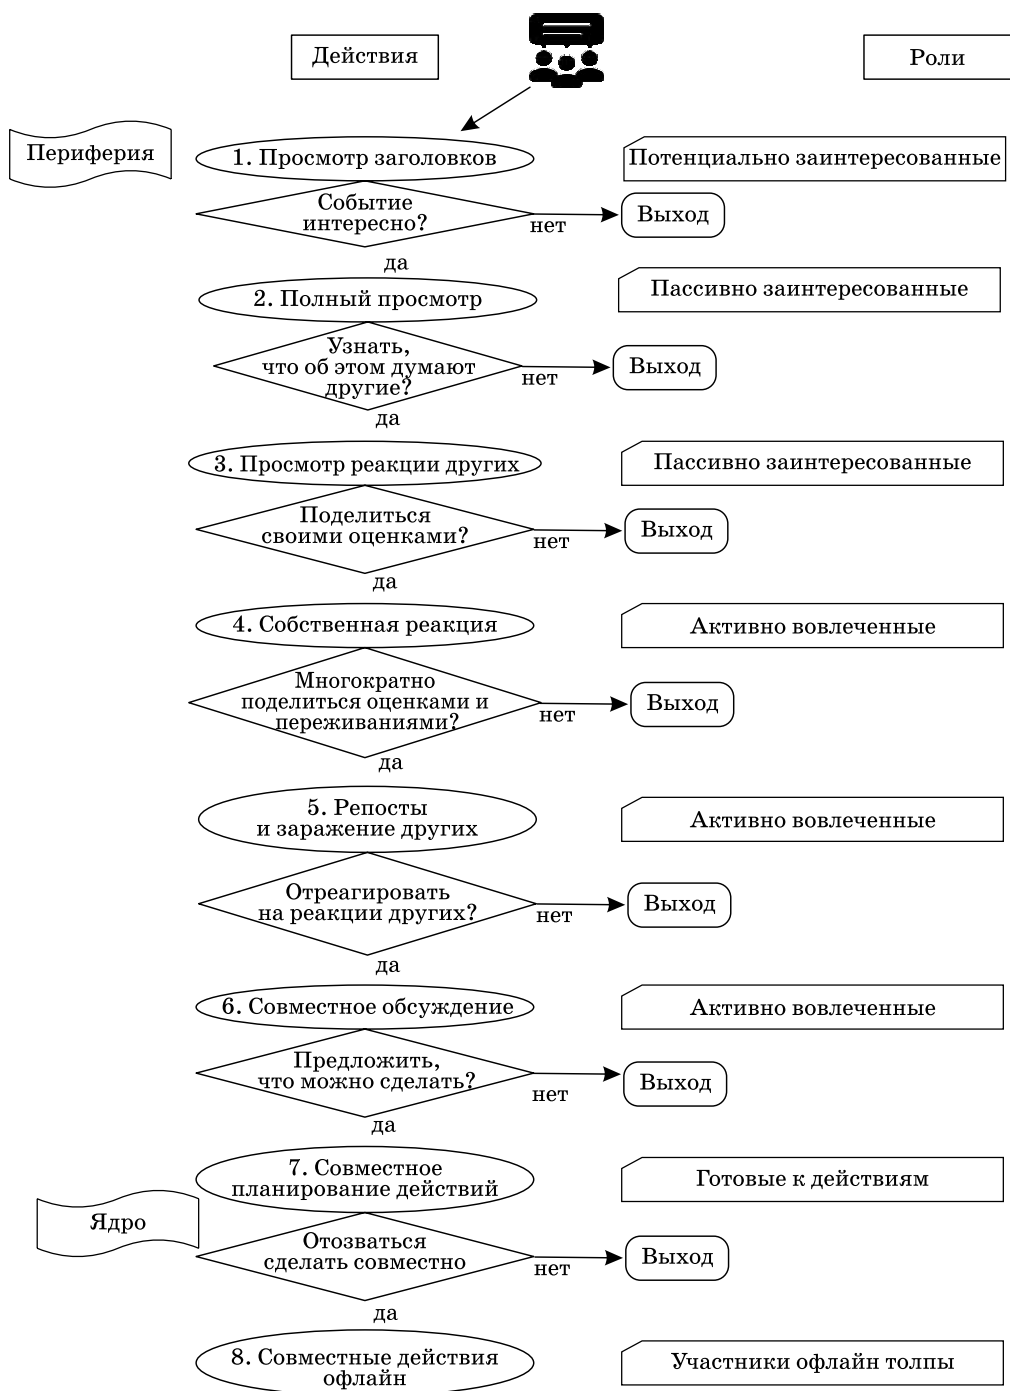 Действия
Роли
Периферия
1. Просмотр заголовков
Потенциально заинтересованные
Событие
интересно?
нет
Выход
да
2. Полный просмотр
Пассивно заинтересованные
Узнать,
что об этом думают
другие?
нет
Выход
да
3. Просмотр реакции других
Пассивно заинтересованные
Поделиться
своими оценками?
нет
Выход
да
4. Собственная реакция
Активно вовлеченные
Многократно
поделиться оценками и
переживаниями?
нет
Выход
да
5. Репосты
и заражение других
Активно вовлеченные
Отреагировать
на реакции других?
нет
Выход
да
6. Совместное обсуждение
Активно вовлеченные
Предложить,
что можно сделать?
нет
Выход
да
7. Совместное
планирование действий
Готовые к действиям
Ядро
Отозваться
сделать совместно
нет
Выход
да
8. Совместные действия
офлайн
Участники офлайн толпы